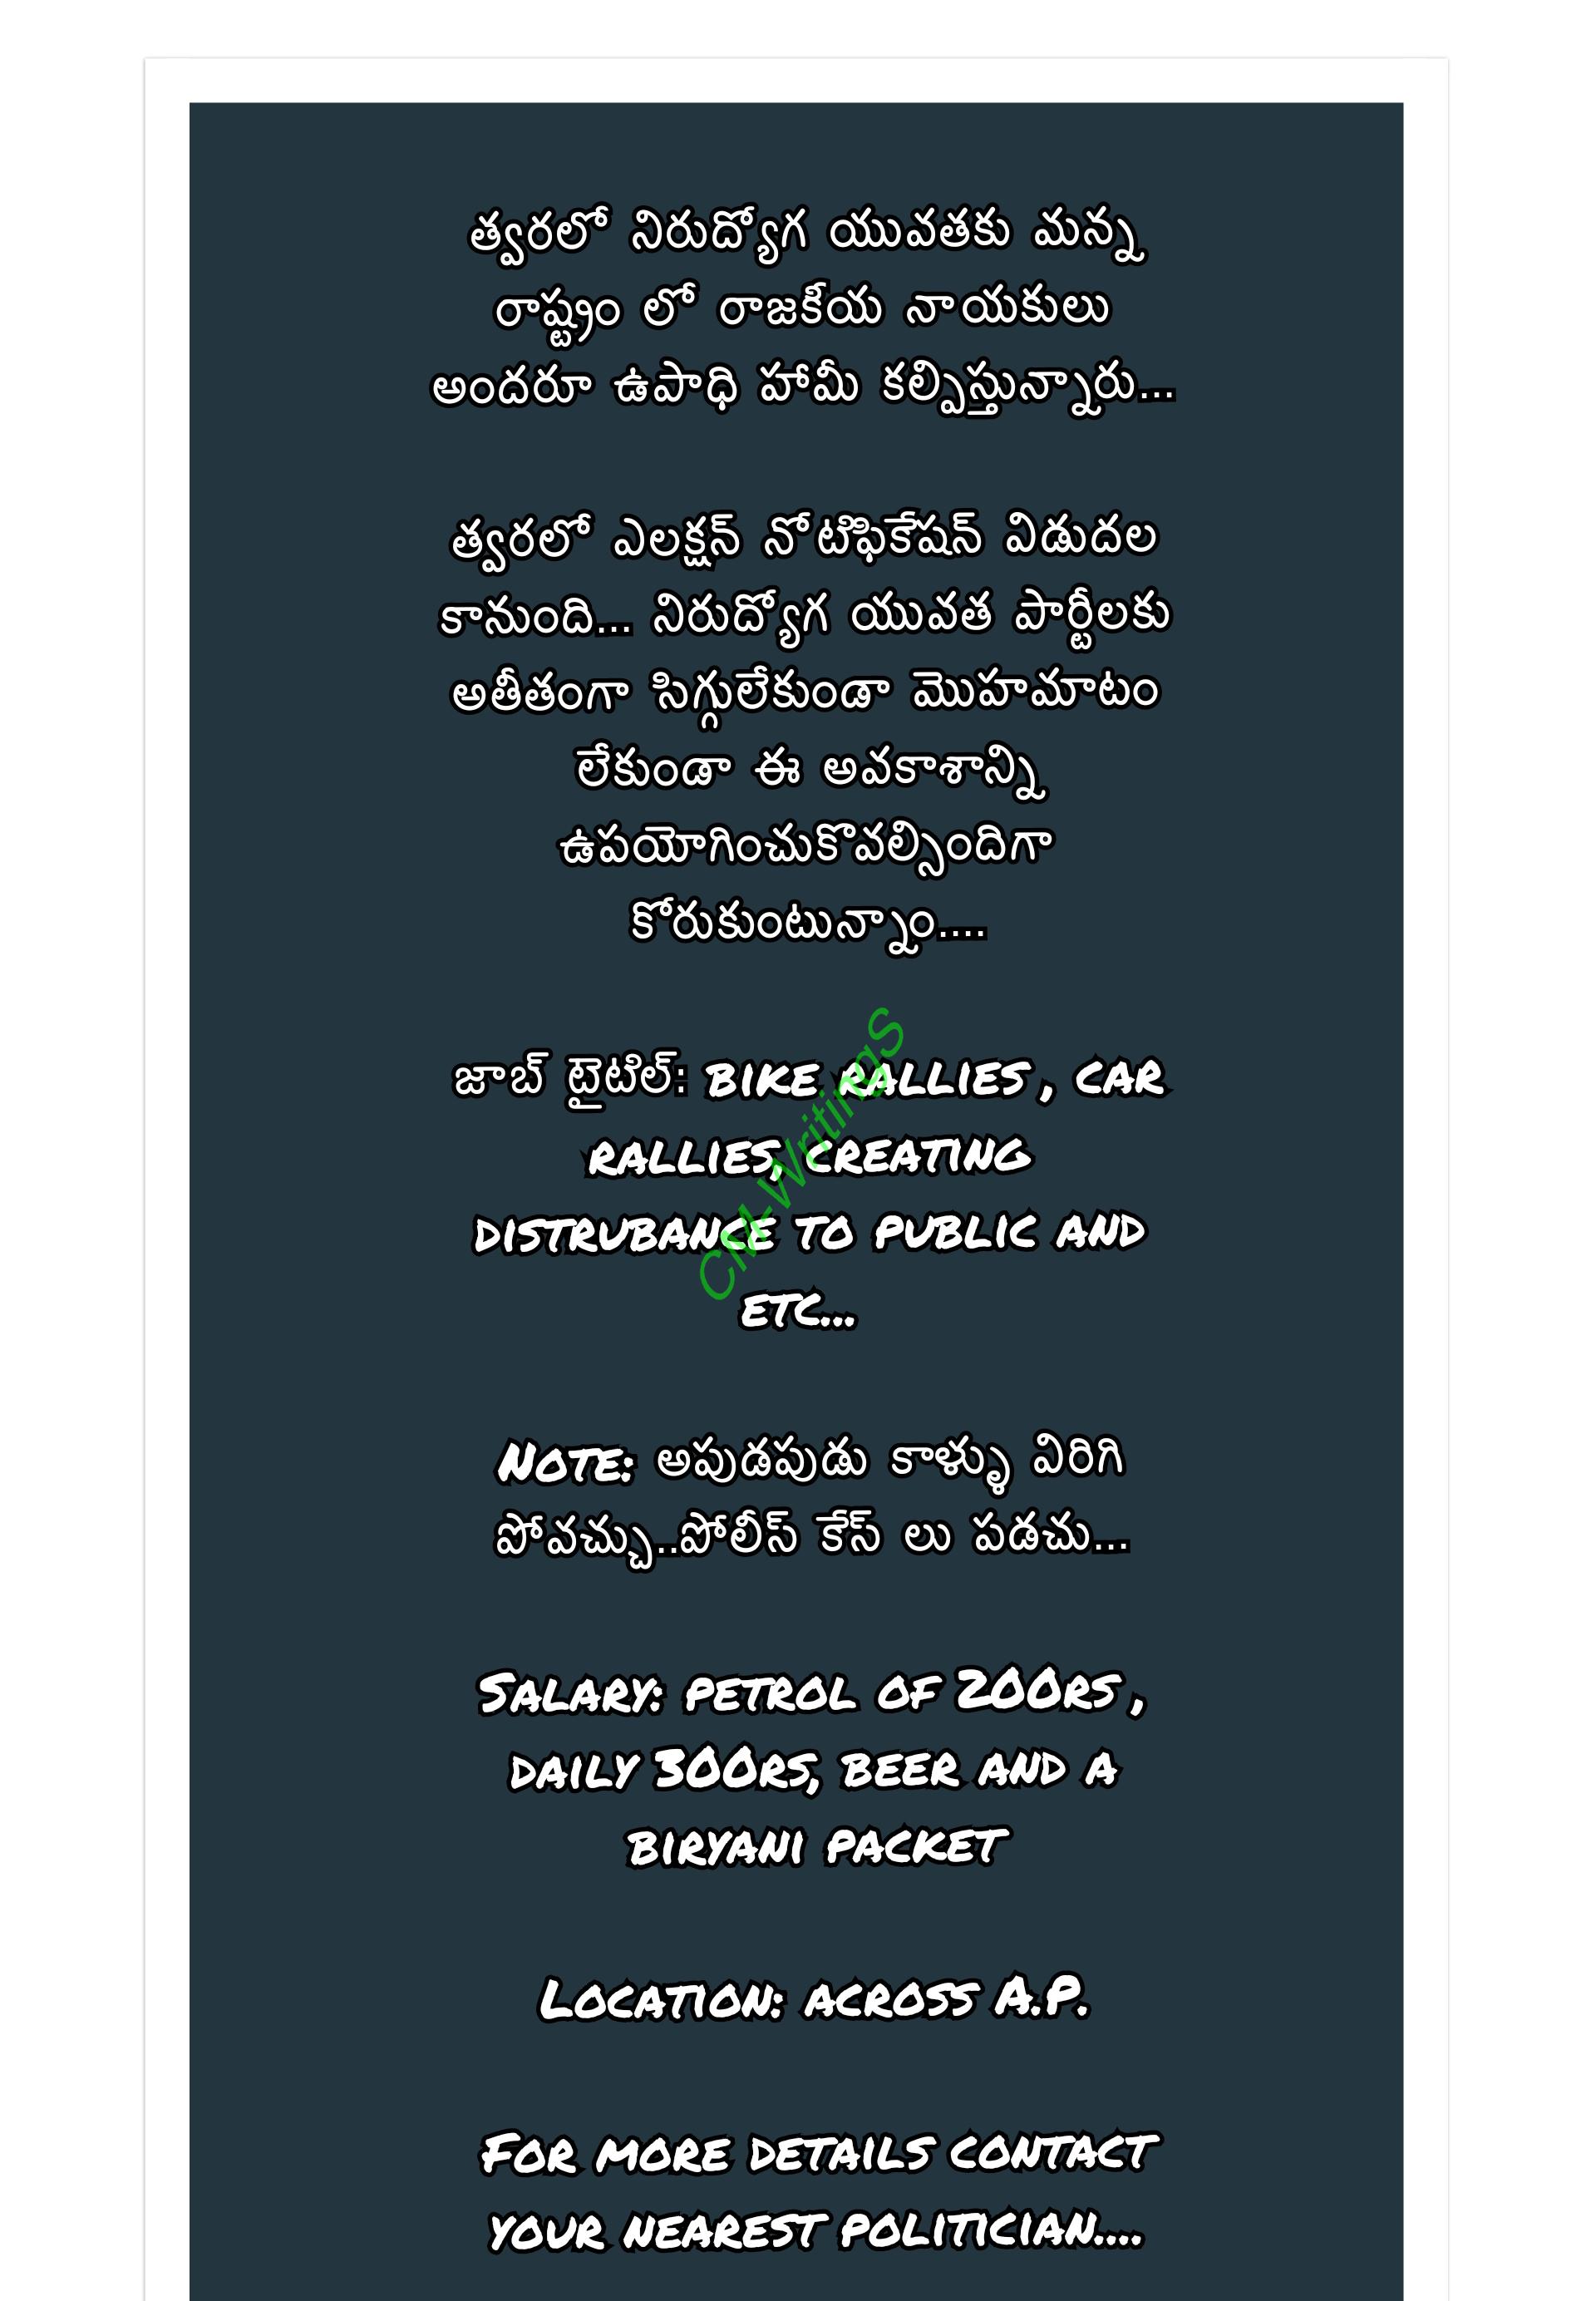 త్వరలో నిరుద్యోగ యువతకు మన్న
రాష్ట్రం లో రాజకీయ నాయకులు
అందరూ ఉపాధి హామీ కల్పిస్తున్నారు...
త్వరలో ఎలక్షన్ నోటిఫికేషన్ విడుదల
కానుంది... నిరుద్యోగ యువత పార్టీలకు
అతీతంగా సిగ్గులేకుండా మొహమాటం
లేకుండా ఈ అవకాశాన్ని
ఉపయోగించుకొవల్సిందిగా
కోరుకుంటున్నాం....
జాబ్ టైటిల్: BIKE RALLIES , CAR
RALLIES, CREATING
DISTRUBANCE TO PUBLIC AND
ETC...
NOTE: అపుడపుడు కాళ్ళు విరిగి
పోవచ్చు..పోలీస్ కేస్ లు పడచు...
SALARY: PETROL OF 200RS ,
DAILY 300RS, BEER AND A
BIRYANI PACKET
LOCATION: ACROSS A.P.
FOR MORE DETAILS CONTACT
YOUR NEAREST POLITICIAN....
CM-Writings